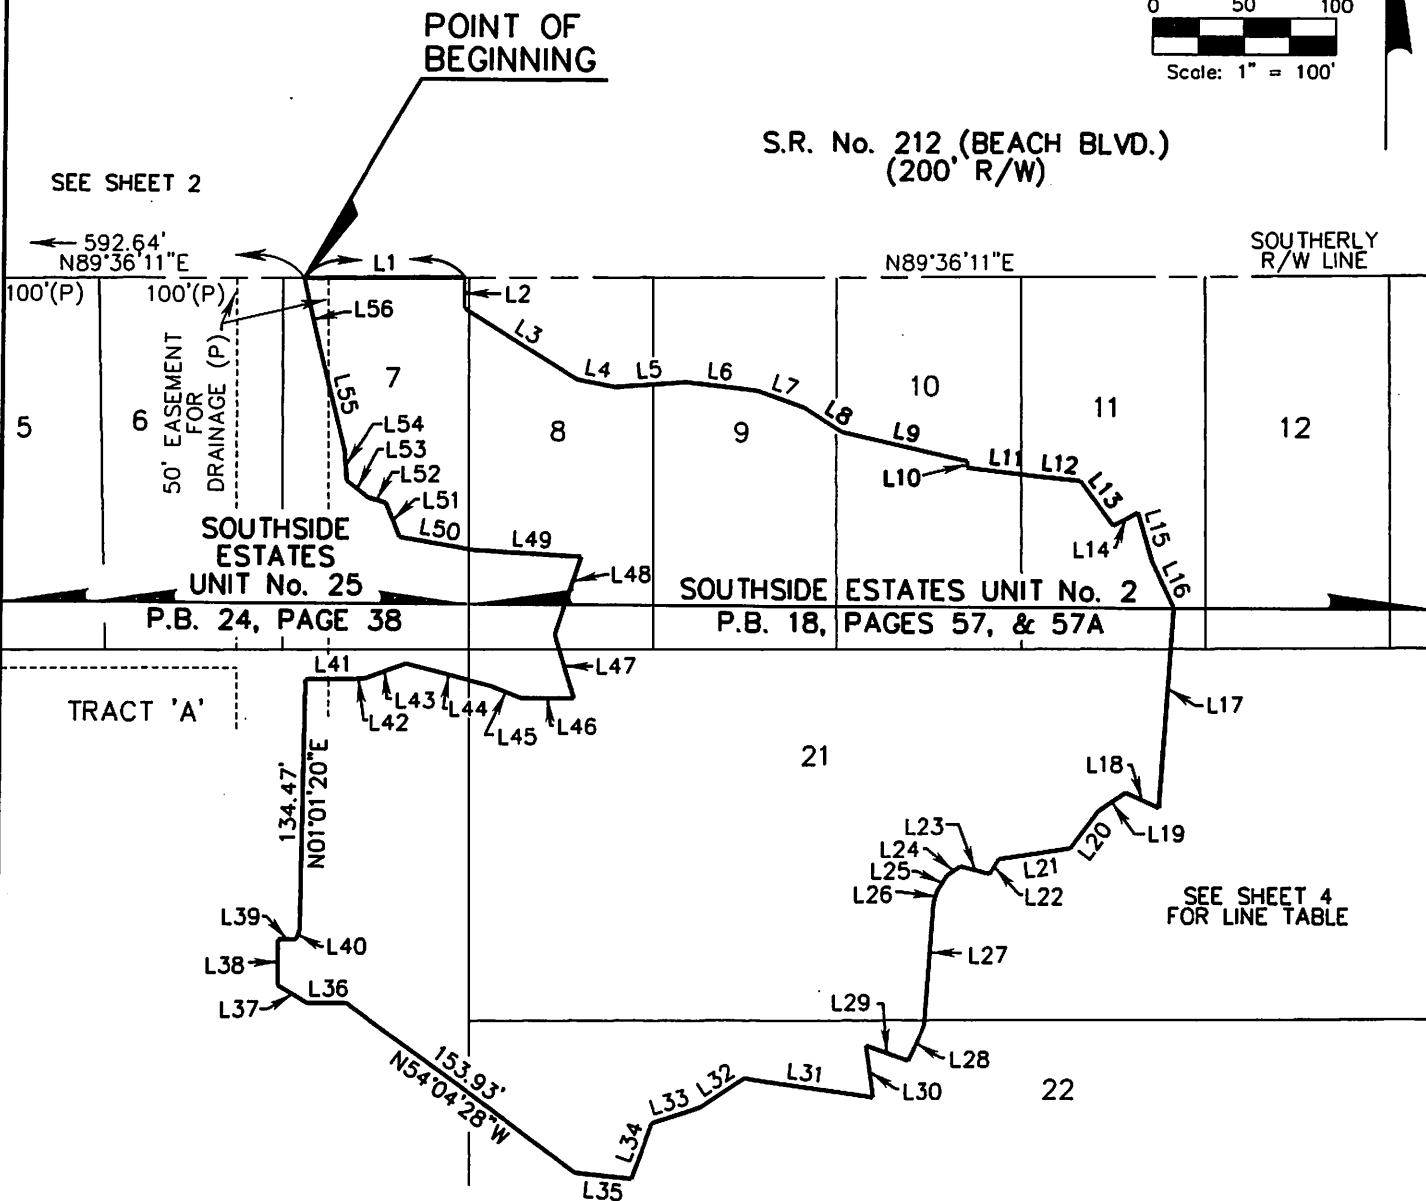 POINT OF
BEGINNING
0 50 100
Scale: 1" = 100'
S.R. No. 212 (BEACH BLVD.)
(200' R/W)
SEE SHEET 2
592.64'
N89°36'11"E
L1
N89°36'11"E
SOUTHERLY
R/W LINE
100'(P)
100'(P)
L2
L56
L3
50' EASEMENT
FOR
DRAINAGE (P)
L55
7
L4
L5
L6
L7
L8
10
11
12
5
6
8
9
L54
L53
L52
L51
L50
L49
L9
L10
L11
L12
L13
L14
L15
L16
SOUTHSIDE
ESTATES
UNIT No. 25
P.B. 24, PAGE 38
L48
SOUTHSIDE ESTATES UNIT No. 2
P.B. 18, PAGES 57, & 57A
L47
L41
L42
L43
L44
L45
L46
TRACT 'A'
L17
21
134.47'
N01°01'20"E
L18
L19
L20
L21
L22
L23
L24
L25
L26
SEE SHEET 4
FOR LINE TABLE
L39
L40
L38
L37
L36
L27
L29
L28
L30
22
153.93'
N54°04'28"W
L31
L32
L33
L34
L35